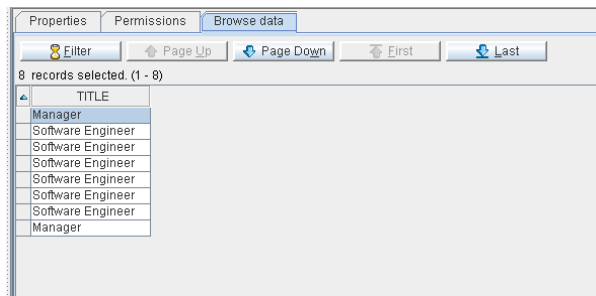 Properties Permissions Browse data
Filter Page Up Page Down First Last
8 records selected. (1 - 8)
TITLE
Manager
Software Engineer
Software Engineer
Software Engineer
Software Engineer
Software Engineer
Software Engineer
Manager